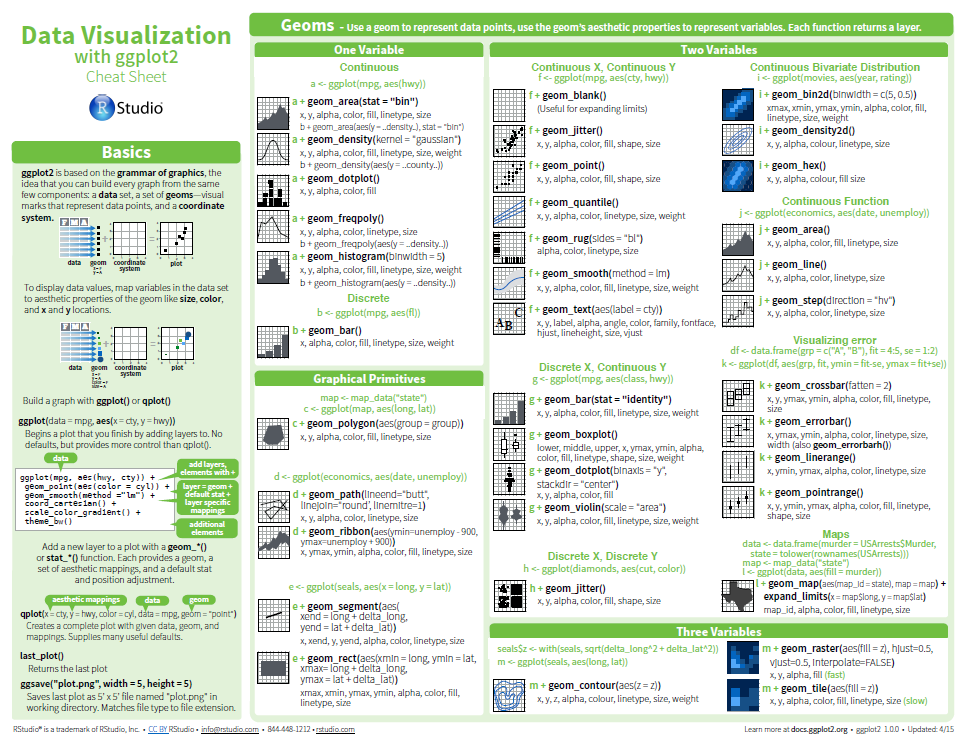 Data Visualization
with ggplot2
Cheat Sheet
R Studio
Basics
ggplot2 is based on the grammar of graphics, the
idea that you can build every graph from the same
few components: a data set, a set of geoms—visual
marks that represent data points, and a coordinate
system.
F M A
data geom coordinate plot
system
To display data values, map variables in the data set
to aesthetic properties of the geom like size, color,
and x and y locations.
F M A
data geom coordinate plot
system
Build a graph with ggplot() or qplot()
ggplot(data = mpg, aes(x = cty, y = hwy))
Begins a plot that you finish by adding layers to. No
defaults, but provides more control than qplot().
data
ggplot(mpg, aes(hwy, cty)) +
geom_point(aes(color = cyl)) +
geom_smooth(method ="lm") +
coord_cartesian() +
scale_color_gradient() +
theme_bw()
add layers,
elements with +
layer = geom +
default stat +
layer specific
mappings
additional
elements
Add a new layer to a plot with a geom_*()
or stat_*() function. Each provides a geom, a
set of aesthetic mappings, and a default stat
and position adjustment.
aesthetic mappings data geom
qplot(x = cty, y = hwy, color = cyl, data = mpg, geom = "point")
Creates a complete plot with given data, geom, and
mappings. Supplies many useful defaults.
last_plot()
Returns the last plot
ggsave("plot.png", width = 5, height = 5)
Saves last plot as 5' x 5' file named "plot.png" in
working directory. Matches file type to file extension.
Geoms - Use a geom to represent data points, use the geom's aesthetic properties to represent variables. Each function returns a layer.
One Variable
Continuous
a <- ggplot(mpg, aes(hwy))
a + geom_area(stat = "bin")
x, y, alpha, color, fill, linetype, size
b + geom_area(aes(y = ..density..), stat = "bin")
a + geom_density(kernel = "gaussian")
x, y, alpha, color, fill, linetype, size, weight
b + geom_density(aes(y = ..county..))
a + geom_dotplot()
x, y, alpha, color, fill
a + geom_freqpoly()
x, y, alpha, color, linetype, size
b + geom_freqpoly(aes(y = ..density..))
a + geom_histogram(binwidth = 5)
x, y, alpha, color, fill, linetype, size, weight
b + geom_histogram(aes(y = ..density..))
Discrete
b <- ggplot(mpg, aes(fl))
b + geom_bar()
x, alpha, color, fill, linetype, size, weight
Graphical Primitives
map <- map_data("state")
c <- ggplot(map, aes(long, lat))
c + geom_polygon(aes(group = group))
x, y, alpha, color, fill, linetype, size
d <- ggplot(economics, aes(date, unemploy))
d + geom_path(lineend="butt",
linejoin="round', linemitre=1)
x, y, alpha, color, linetype, size
d + geom_ribbon(aes(ymin=unemploy - 900,
ymax=unemploy + 900))
x, ymax, ymin, alpha, color, fill, linetype, size
e <- ggplot(seals, aes(x = long, y = lat))
e + geom_segment(aes(
xend = long + delta_long,
yend = lat + delta_lat))
x, xend, y, yend, alpha, color, linetype, size
e + geom_rect(aes(xmin = long, ymin = lat,
xmax= long + delta_long,
ymax = lat + delta_lat))
xmax, xmin, ymax, ymin, alpha, color, fill,
linetype, size
Two Variables
Continuous X, Continuous Y
f <- ggplot(mpg, aes(cty, hwy))
f + geom_blank()
(Useful for expanding limits)
f + geom_jitter()
x, y, alpha, color, fill, shape, size
f + geom_point()
x, y, alpha, color, fill, shape, size
f + geom_quantile()
x, y, alpha, color, linetype, size, weight
f + geom_rug(sides = "bl")
alpha, color, linetype, size
f + geom_smooth(method = lm)
x, y, alpha, color, fill, linetype, size, weight
A B C
f + geom_text(aes(label = cty))
x, y, label, alpha, angle, color, family, fontface,
hjust, lineheight, size, vjust
Discrete X, Continuous Y
g <- ggplot(mpg, aes(class, hwy))
g + geom_bar(stat = "identity")
x, y, alpha, color, fill, linetype, size, weight
g + geom_boxplot()
lower, middle, upper, x, ymax, ymin, alpha,
color, fill, linetype, shape, size, weight
g + geom_dotplot(binaxis = "y",
stackdir = "center")
x, y, alpha, color, fill
g + geom_violin(scale = "area")
x, y, alpha, color, fill, linetype, size, weight
Discrete X, Discrete Y
h <- ggplot(diamonds, aes(cut, color))
h + geom_jitter()
x, y, alpha, color, fill, shape, size
Continuous Bivariate Distribution
i <- ggplot(movies, aes(year, rating))
i + geom_bin2d(binwidth = c(5, 0.5))
xmax, xmin, ymax, ymin, alpha, color, fill,
linetype, size, weight
i + geom_density2d()
x, y, alpha, colour, linetype, size
i + geom_hex()
x, y, alpha, colour, fill size
Continuous Function
j <- ggplot(economics, aes(date, unemploy))
j + geom_area()
x, y, alpha, color, fill, linetype, size
j + geom_line()
x, y, alpha, color, linetype, size
j + geom_step(direction = "hv")
x, y, alpha, color, linetype, size
Visualizing error
df <- data.frame(grp = c("A", "B"), fit = 4:5, se = 1:2)
k <- ggplot(df, aes(grp, fit, ymin = fit-se, ymax = fit+se))
k + geom_crossbar(fatten = 2)
x, y, ymax, ymin, alpha, color, fill, linetype,
size
k + geom_errorbar()
x, ymax, ymin, alpha, color, linetype, size,
width (also geom_errorbarh())
k + geom_linerange()
x, ymin, ymax, alpha, color, linetype, size
k + geom_pointrange()
x, y, ymin, ymax, alpha, color, fill, linetype,
shape, size
Maps
data <- data.frame(murder = USArrests$Murder,
state = tolower(rownames(USArrests)))
map <- map_data("state")
l <- ggplot(data, aes(fill = murder))
l + geom_map(aes(map_id = state), map = map) +
expand_limits(x = map$long, y = map$lat)
map_id, alpha, color, fill, linetype, size
Three Variables
seals$z <- with(seals, sqrt(delta_long^2 + delta_lat^2))
m <- ggplot(seals, aes(long, lat))
m + geom_contour(aes(z = z))
x, y, z, alpha, colour, linetype, size, weight
m + geom_raster(aes(fill = z), hjust=0.5,
vjust=0.5, interpolate=FALSE)
x, y, alpha, fill (fast)
m + geom_tile(aes(fill = z))
x, y, alpha, color, fill, linetype, size (slow)
RStudio® is a trademark of RStudio, Inc. • CC BY RStudio • info@rstudio.com • 844-448-1212 • rstudio.com
Learn more at docs.ggplot2.org • ggplot2 1.0.0 • Updated: 4/15